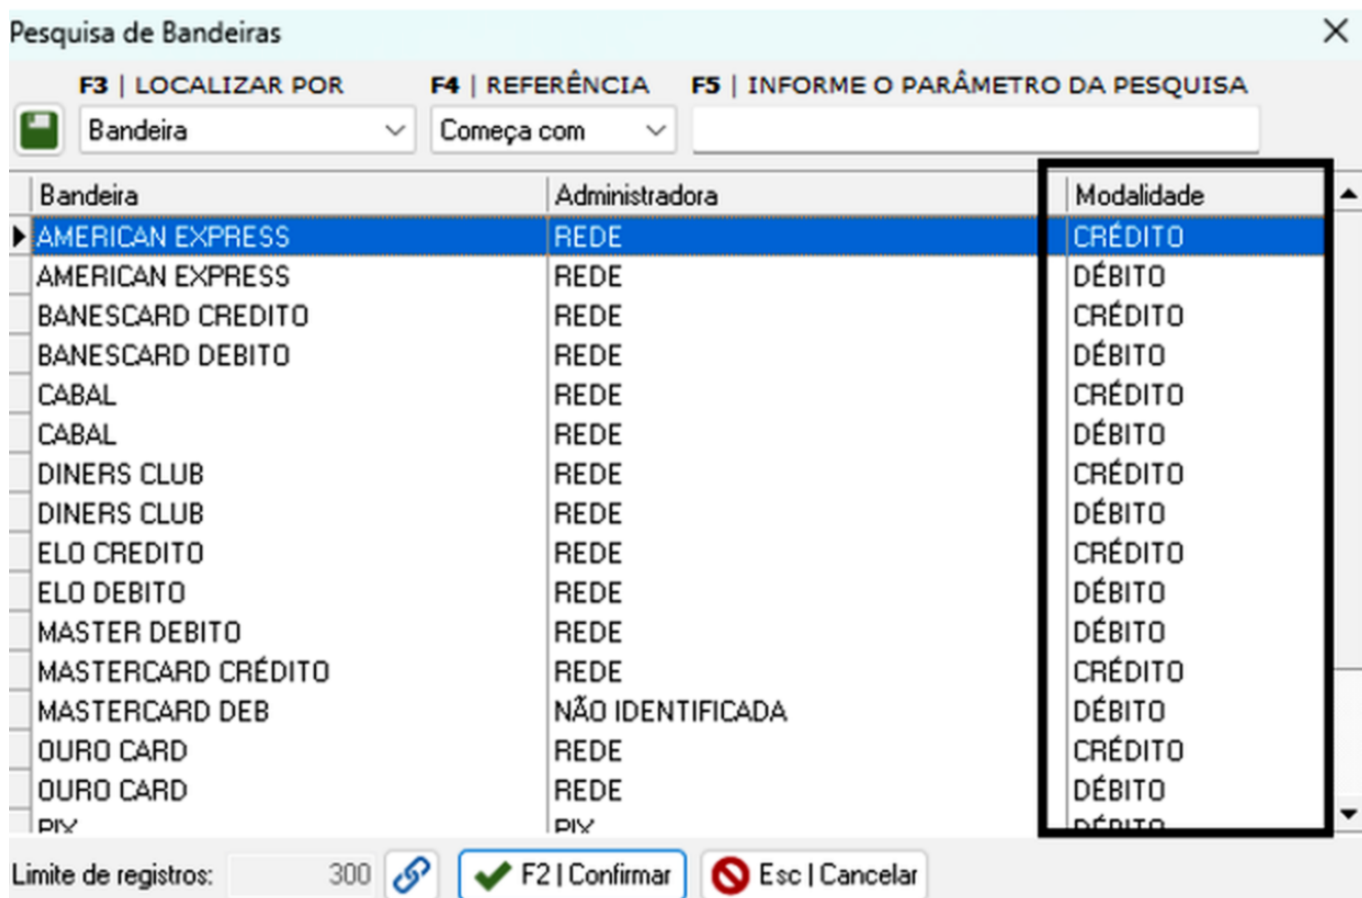 Pesquisa de Bandeiras
F3 | LOCALIZAR POR F4 | REFERÊNCIA F5 | INFORME O PARÂMETRO DA PESQUISA
Bandeira Começa com
Bandeira Administradora Modalidade
AMERICAN EXPRESS REDE CRÉDITO
AMERICAN EXPRESS REDE DÉBITO
BANESCARD CREDITO REDE CRÉDITO
BANESCARD DEBITO REDE DÉBITO
CABAL REDE CRÉDITO
CABAL REDE DÉBITO
DINERS CLUB REDE CRÉDITO
DINERS CLUB REDE DÉBITO
ELO CREDITO REDE CRÉDITO
ELO DEBITO REDE DÉBITO
MASTER DEBITO REDE DÉBITO
MASTERCARD CRÉDITO REDE CRÉDITO
MASTERCARD DEB NÃO IDENTIFICADA DÉBITO
OURO CARD REDE CRÉDITO
OURO CARD REDE DÉBITO
PIX PIX DÉBITO
Limite de registros: 300 F2 | Confirmar Esc | Cancelar